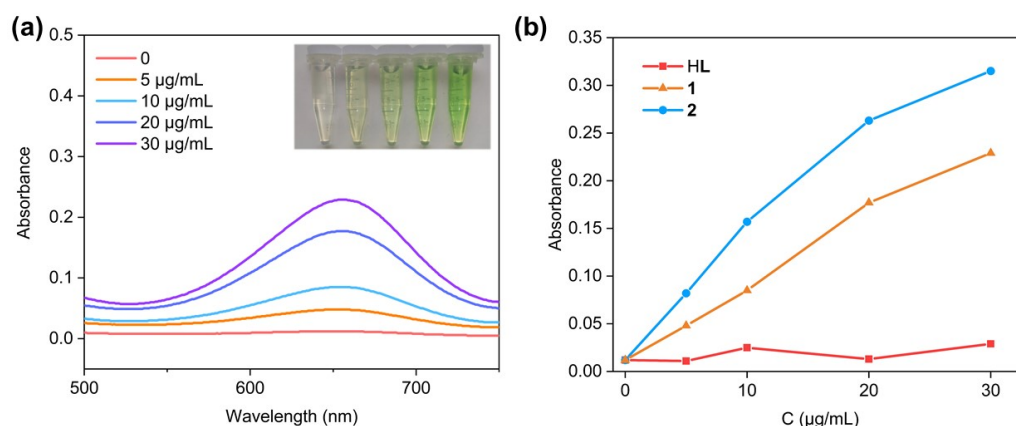 (a)
0.5
0.4
0.3
0.2
0.1
0.0
Absorbance
500
600
700
Wavelength (nm)
0
5 µg/mL
10 µg/mL
20 µg/mL
30 µg/mL
(b)
0.35
0.30
0.25
0.20
0.15
0.10
0.05
0.00
Absorbance
0
10
20
30
C (µg/mL)
HL
1
2